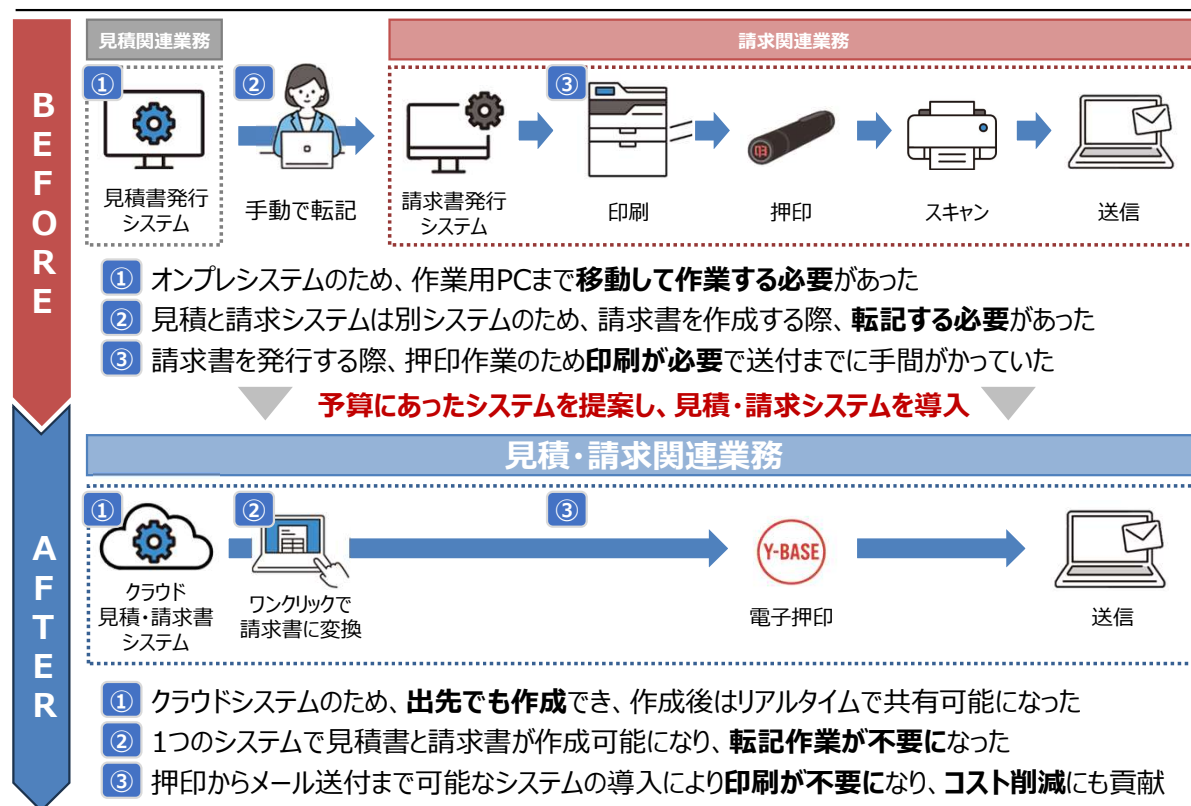 BEFORE
見積関連業務
請求関連業務
①
②
③
見積書発行
システム
手動で転記
請求書発行
システム
印刷
押印
スキャン
送信
① オンプレシステムのため、作業用PCまで移動して作業する必要があった
② 見積と請求システムは別システムのため、請求書を作成する際、転記する必要があった
③ 請求書を発行する際、押印作業のため印刷が必要で送付までに手間がかっていた
予算にあったシステムを提案し、見積・請求システムを導入
AFTER
見積・請求関連業務
①
②
③
クラウド
見積・請求書
システム
ワンクリックで
請求書に変換
Y-BASE
電子押印
送信
① クラウドシステムのため、出先でも作成でき、作成後はリアルタイムで共有可能になった
② 1つのシステムで見積書と請求書が作成可能になり、転記作業が不要になった
③ 押印からメール送付まで可能なシステムの導入により印刷が不要になり、コスト削減にも貢献